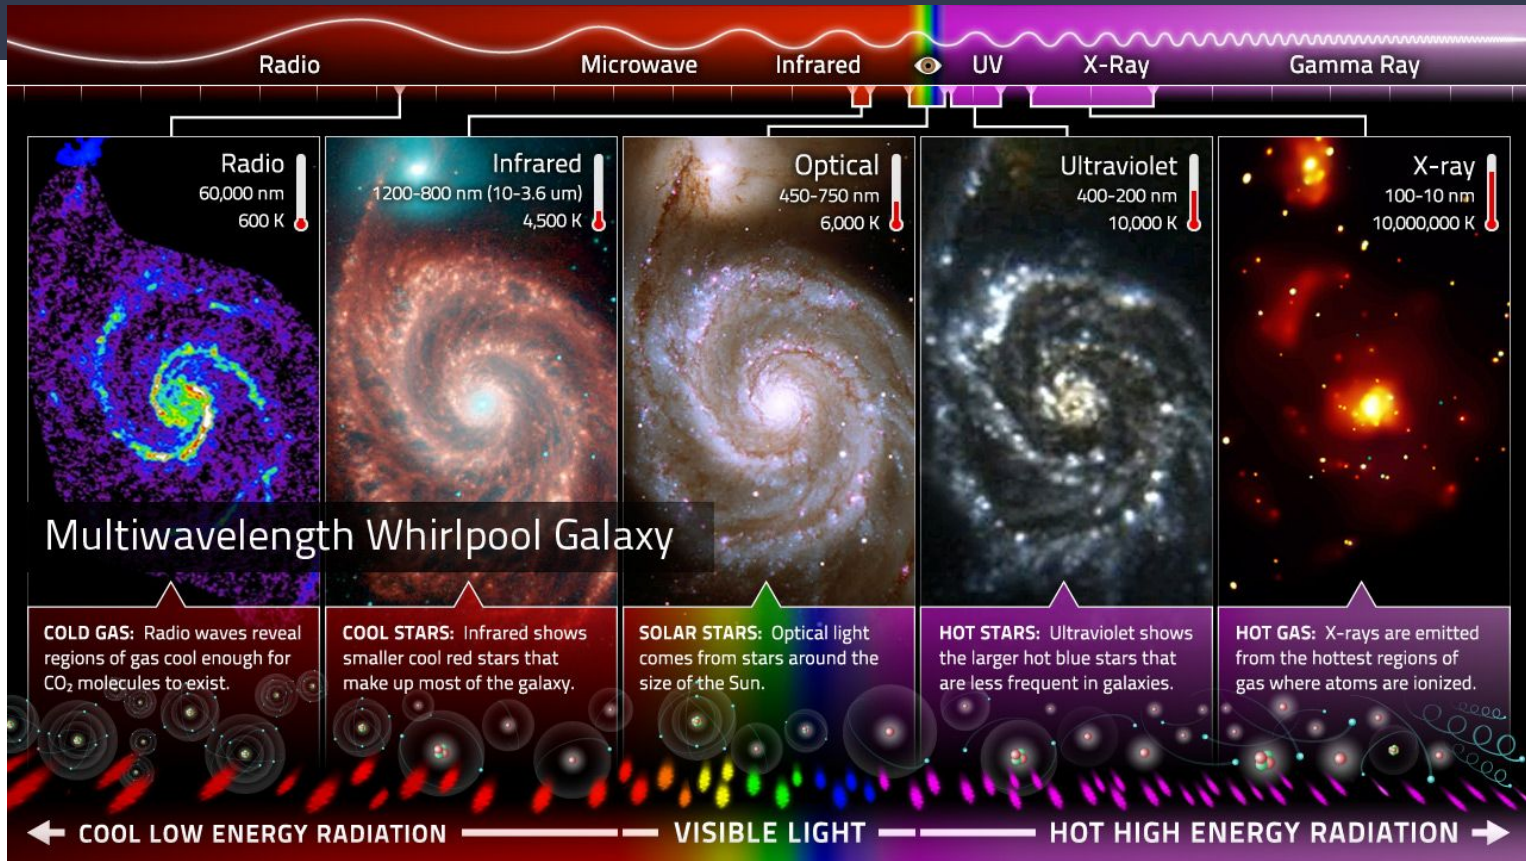 Radio
Microwave
Infrared
UV
X-Ray
Gamma Ray
Radio
60,000 nm
600 K
Infrared
1200-800 nm (10-3.6 um)
4,500 K
Optical
450-750 nm
6,000 K
Ultraviolet
400-200 nm
10,000 K
X-ray
100-10 nm
10,000,000 K
Multiwavelength Whirlpool Galaxy
COLD GAS: Radio waves reveal
regions of gas cool enough for
CO₂ molecules to exist.
COOL STARS: Infrared shows
smaller cool red stars that
make up most of the galaxy.
SOLAR STARS: Optical light
comes from stars around the
size of the Sun.
HOT STARS: Ultraviolet shows
the larger hot blue stars that
are less frequent in galaxies.
HOT GAS: X-rays are emitted
from the hottest regions of
gas where atoms are ionized.
COOL LOW ENERGY RADIATION
VISIBLE LIGHT
HOT HIGH ENERGY RADIATION